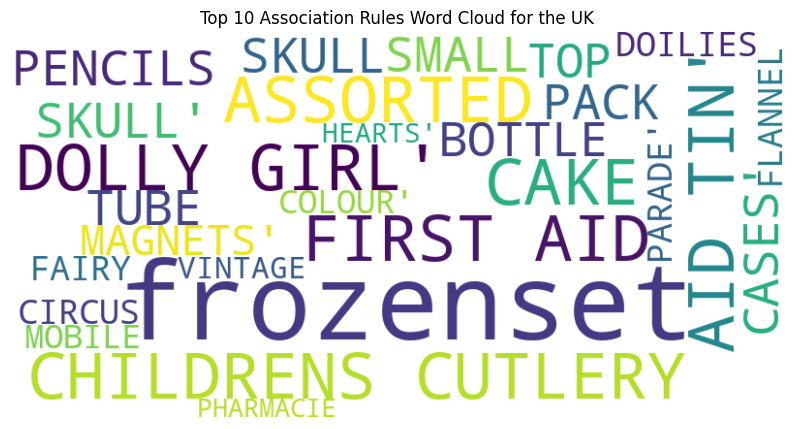 Top 10 Association Rules Word Cloud for the UK
PENCILS
SKULL
SMALL
TOP
DOILIES
ASSORTED
PACK
SKULL'
HEARTS'
BOTTLE
DOLLY GIRL'
CAKE
TUBE
COLOUR'
PARADE'
AID TIN'
FLANNEL
CASES'
MAGNETS'
FIRST AID
FAIRY
VINTAGE
frozenset
CIRCUS
MOBILE
CHILDRENS CUTLERY
PHARMACIE